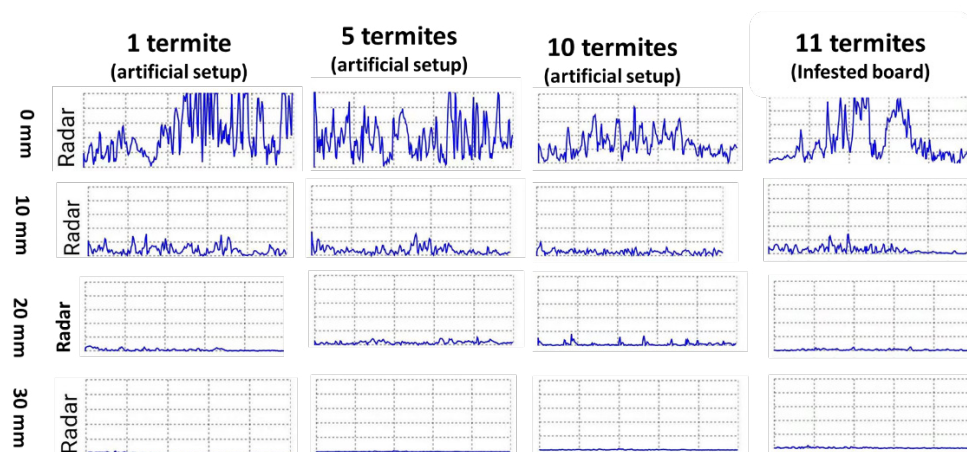 1 termite
(artificial setup)
5 termites
(artificial setup)
10 termites
(artificial setup)
11 termites
(Infested board)
0 mm
Radar
10 mm
Radar
20 mm
Radar
30 mm
Radar